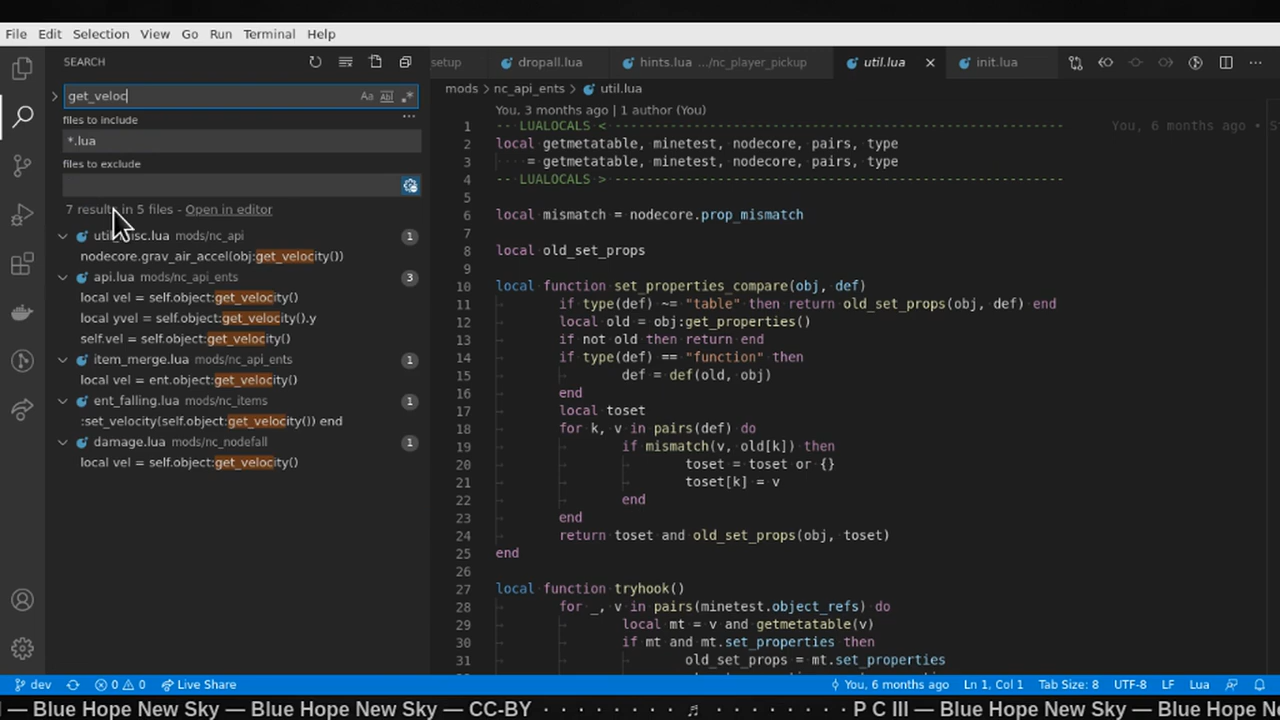 File Edit Selection View Go Run Terminal Help
SEARCH
get_veloc
Aa
files to include
*.lua
files to exclude
7 results in 5 files - Open in editor
util_misc.lua mods/nc_api 1
nodecore.grav_air_accel(obj:get_velocity())
api.lua mods/nc_api_ents 3
local vel = self.object:get_velocity()
local yvel = self.object:get_velocity().y
self.vel = self.object:get_velocity()
item_merge.lua mods/nc_api_ents 1
local vel = ent.object:get_velocity()
ent_falling.lua mods/nc_items 1
:set_velocity(self.object:get_velocity()) end
damage.lua mods/nc_nodefall 1
local vel = self.object:get_velocity()
setup dropall.lua hints.lua .../nc_player_pickup util.lua init.lua
mods > nc_api_ents > util.lua
You, 3 months ago | 1 author (You)
1 -- LUALOCALS < ---------------------------------------------------------
You, 6 months ago • S
2 local getmetatable, minetest, nodecore, pairs, type
3 = getmetatable, minetest, nodecore, pairs, type
4 -- LUALOCALS > ---------------------------------------------------------
5
6 local mismatch = nodecore.prop_mismatch
7
8 local old_set_props
9
10 local function set_properties_compare(obj, def)
11 if type(def) ~= "table" then return old_set_props(obj, def) end
12 local old = obj:get_properties()
13 if not old then return end
14 if type(def) == "function" then
15 def = def(old, obj)
16 end
17 local toset
18 for k, v in pairs(def) do
19 if mismatch(v, old[k]) then
20 toset = toset or {}
21 toset[k] = v
22 end
23 end
24 return toset and old_set_props(obj, toset)
25 end
26
27 local function tryhook()
28 for _, v in pairs(minetest.object_refs) do
29 local mt = v and getmetatable(v)
30 if mt and mt.set_properties then
31 old_set_props = mt.set_properties
dev 0 0 Live Share You, 6 months ago Ln 1, Col 1 Tab Size: 8 UTF-8 LF Lua
— Blue Hope New Sky — Blue Hope New Sky — CC-BY · · · · · · · · ♬ · · · · · · · · P C III — Blue Hope New Sky — Blue Hope Ne